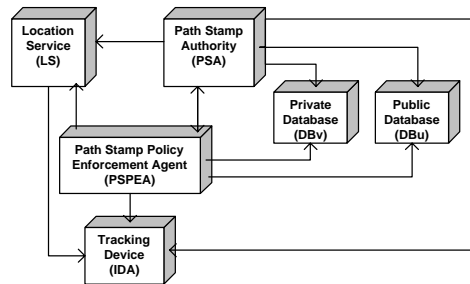 Location
Service
(LS)
Path Stamp
Authority
(PSA)
Private
Database
(DBv)
Public
Database
(DBu)
Path Stamp Policy
Enforcement Agent
(PSPEA)
Tracking
Device
(IDA)